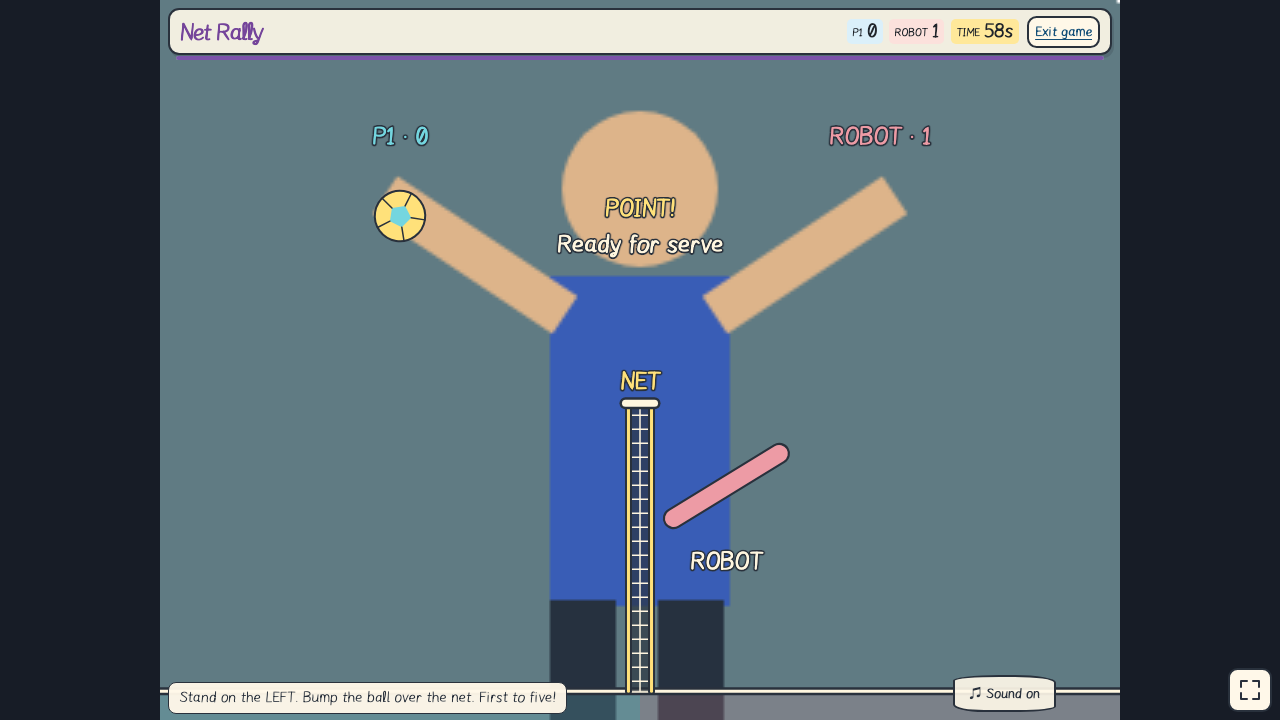 Net Rally
P1 0
ROBOT 1
TIME 58s
Exit game
P1 · 0
ROBOT · 1
POINT!
Ready for serve
NET
ROBOT
Stand on the LEFT. Bump the ball over the net. First to five!
♫ Sound on